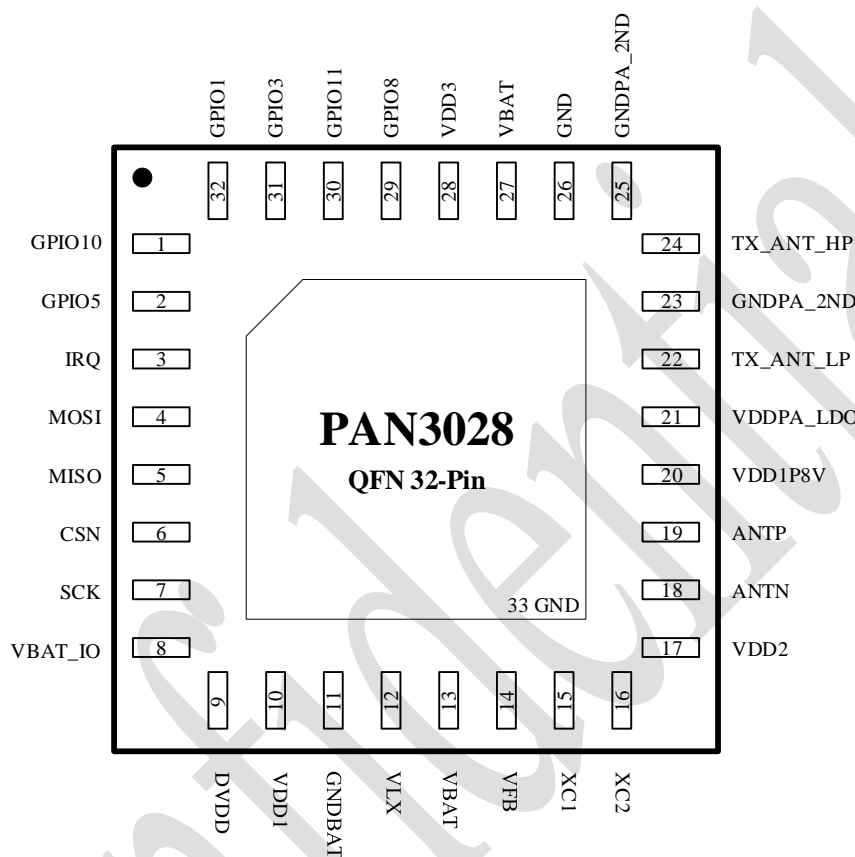 GPIO1
GPIO3
GPIO11
GPIO8
VDD3
VBAT
GND
GNDPA_2ND
32
31
30
29
28
27
26
25
GPIO10 1
24 TX_ANT_HP
GPIO5 2
23 GNDPA_2ND
IRQ 3
22 TX_ANT_LP
MOSI 4
21 VDDPA_LDO
MISO 5
20 VDD1P8V
CSN 6
19 ANTP
SCK 7
18 ANTN
VBAT_IO 8
17 VDD2
PAN3028
QFN 32-Pin
33 GND
9
10
11
12
13
14
15
16
DVDD
VDD1
GNDBAT
VLX
VBAT
VFB
XC1
XC2